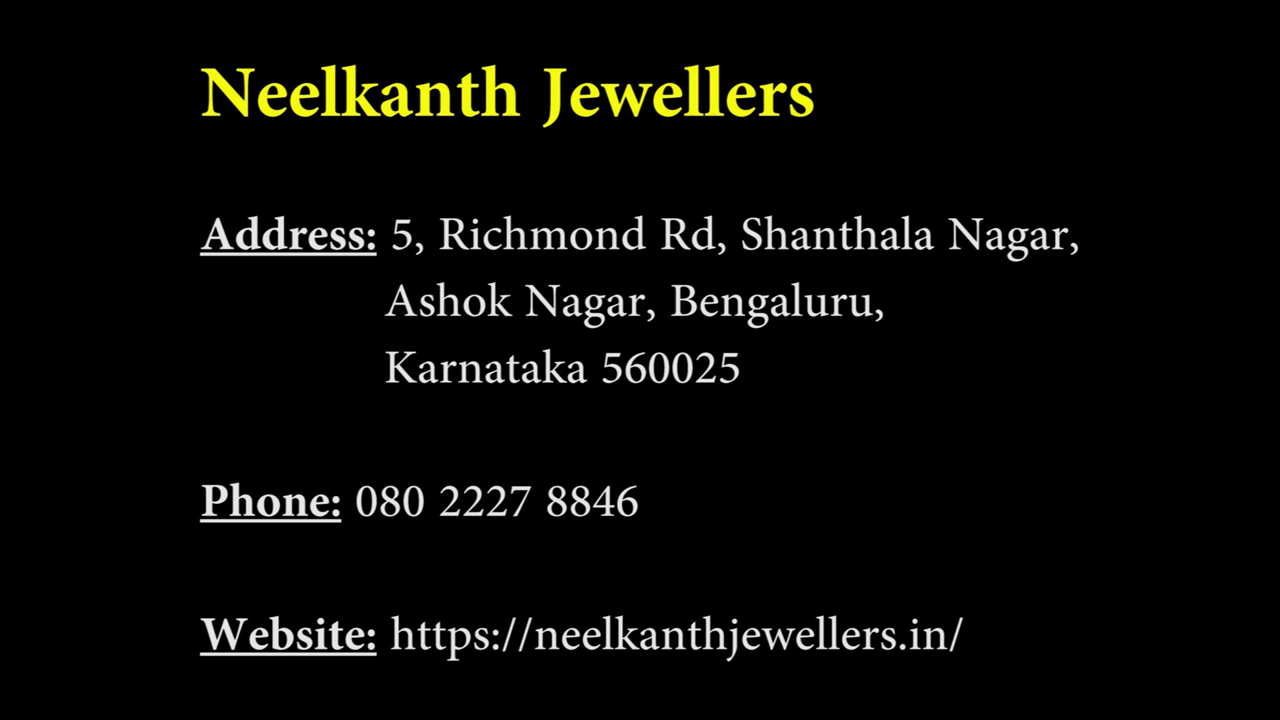 Neelkanth Jewellers
Address: 5, Richmond Rd, Shanthala Nagar,
Ashok Nagar, Bengaluru,
Karnataka 560025
Phone: 080 2227 8846
Website: https://neelkanthjewellers.in/